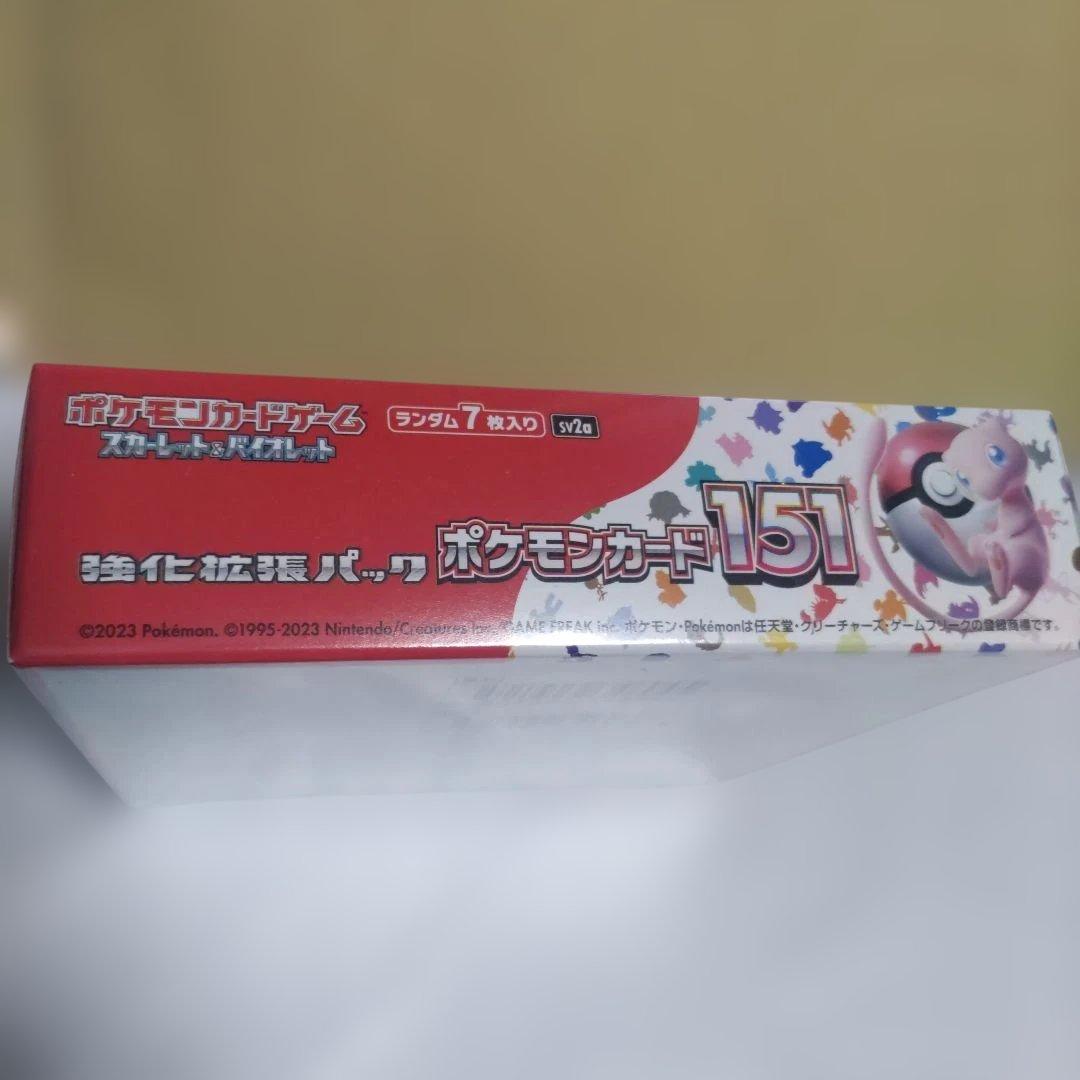 ポケモンカードゲーム
スカーレット&バイオレット
ランダム7枚入り
sv2a
強化拡張パック
ポケモンカード151
©2023 Pokémon. ©1995-2023 Nintendo/Creatures Inc./GAME FREAK inc. ポケモン・Pokémonは任天堂・クリーチャーズ・ゲームフリークの登録商標です。